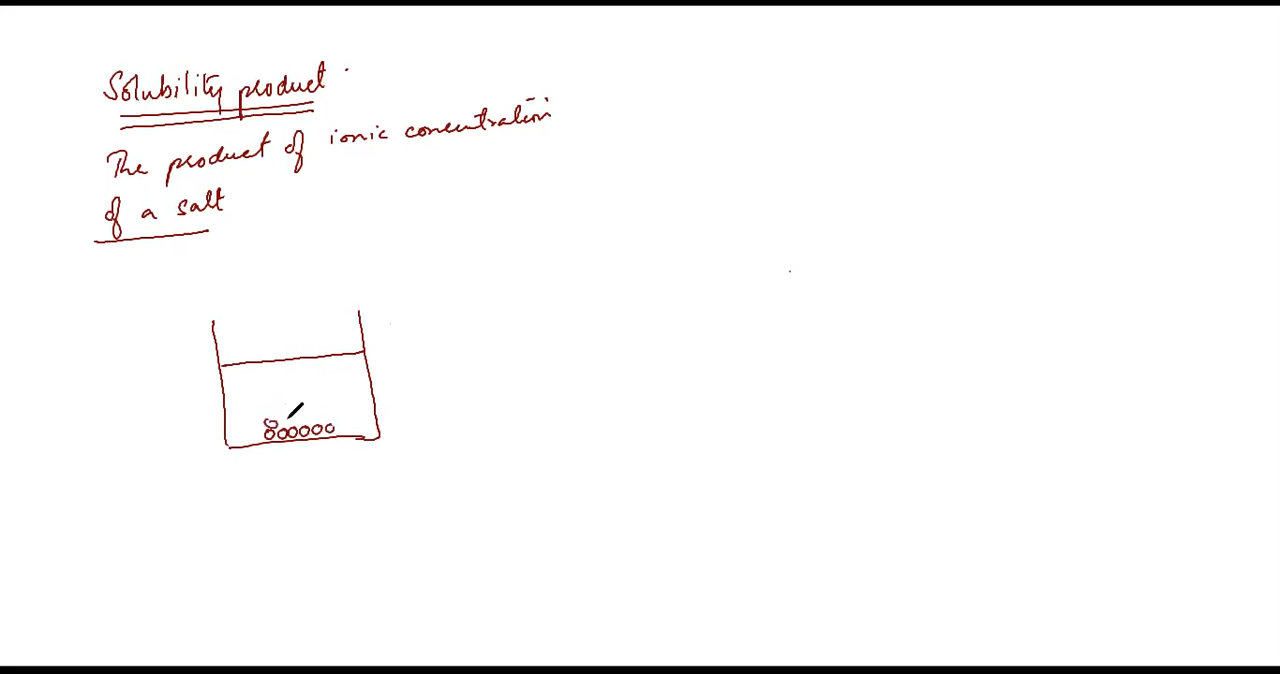 Solubility product
The product of ionic concentration
of a salt